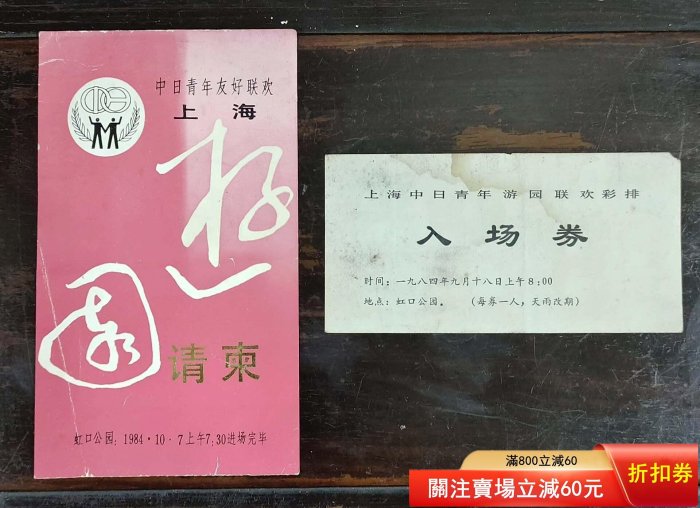 中日青年友好联欢
上海
遊
園
请柬
虹口公园：1984·10·7上午7:30进场完毕
上海中日青年游园联欢彩排
入场券
时间：一九八四年九月十八日上午8:00
地点：虹口公园。（每券一人，天雨改期）
滿800立減60
關注賣場立減60元
折扣券